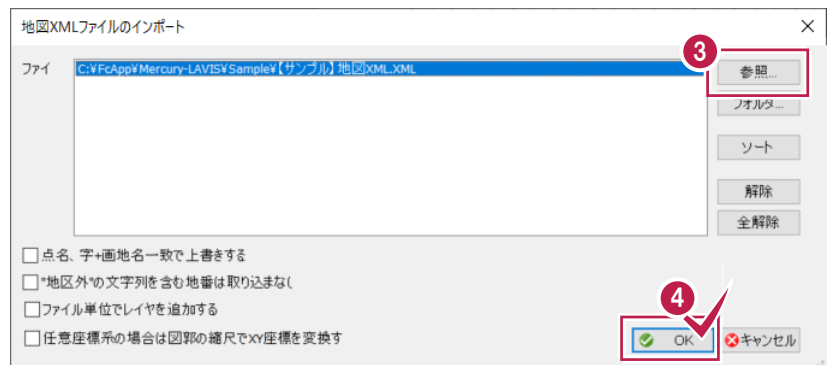 地図XMLファイルのインポート
ファイ
C:¥FcApp¥Mercury-LAVIS¥Sample¥【サンプル】地図XML.XML
3
参照...
フォルダ...
ソート
解除
全解除
点名、字+画地名一致で上書きする
"地区外"の文字列を含む地番は取り込まなく
ファイル単位でレイヤを追加する
任意座標系の場合は図郭の縮尺でXY座標を変換す
4
OK
キャンセル